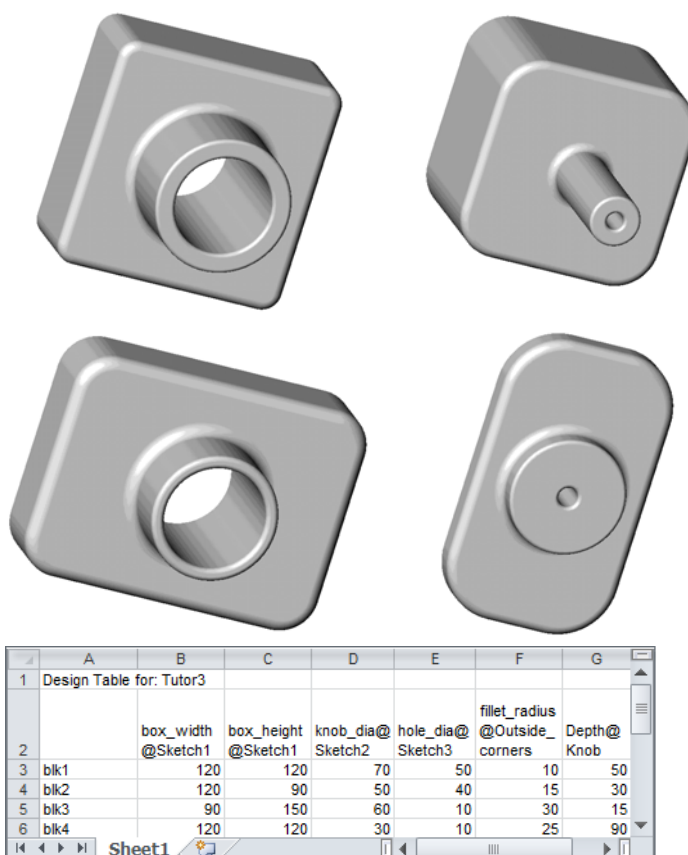 A B C D E F G
1 Design Table for: Tutor3
2 box_width@Sketch1 box_height@Sketch1 knob_dia@Sketch2 hole_dia@Sketch3 fillet_radius@Outside_corners Depth@Knob
3 blk1 120 120 70 50 10 50
4 blk2 120 90 50 40 15 30
5 blk3 90 150 60 10 30 15
6 blk4 120 120 30 10 25 90
Sheet1